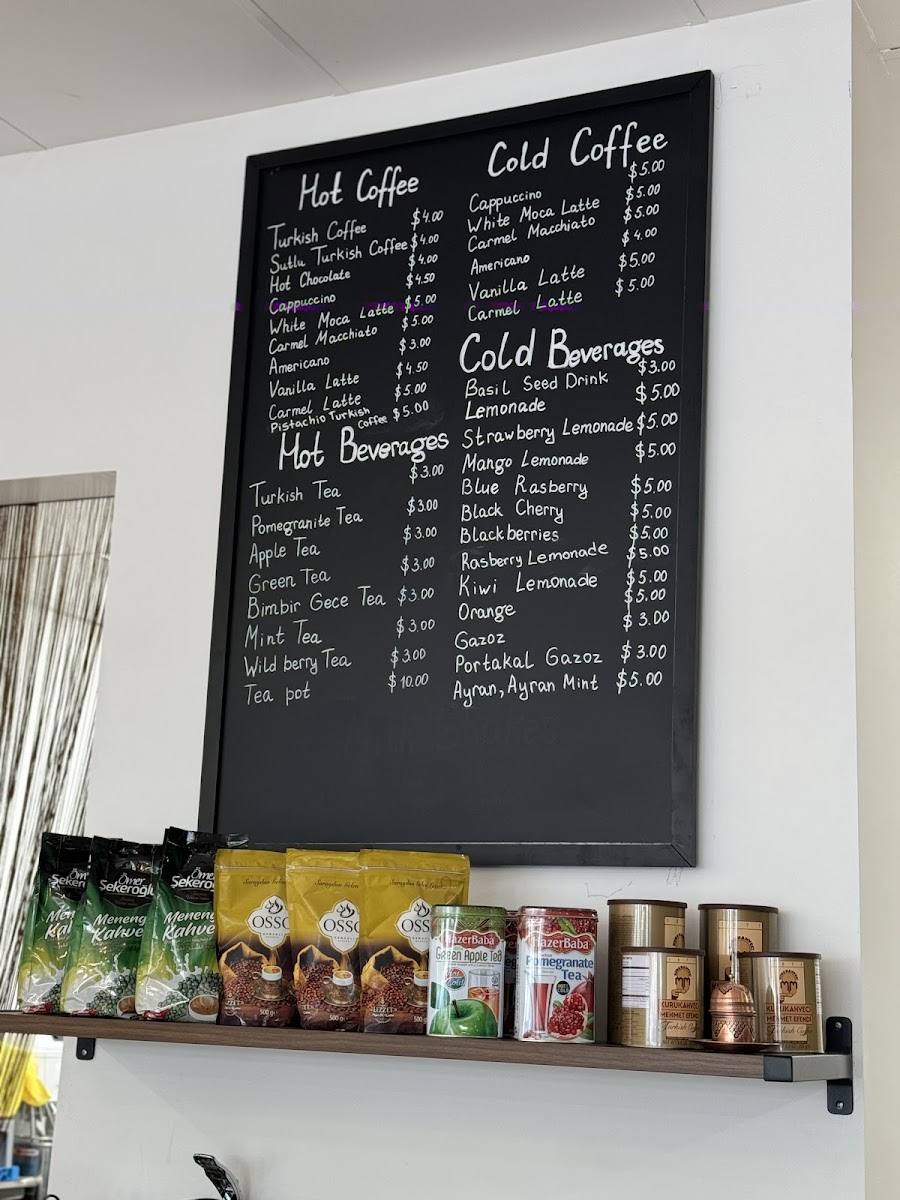 Hot Coffee
Turkish Coffee $4.00
Sutlu Turkish Coffee $4.00
Hot Chocolate $4.00
Cappuccino $4.50
White Moca Latte $5.00
Carmel Macchiato $5.00
Americano $3.00
Vanilla Latte $4.50
Carmel Latte $5.00
Pistachio Turkish Coffee $5.00
Hot Beverages
Turkish Tea $3.00
Pomegranite Tea $3.00
Apple Tea $3.00
Green Tea $3.00
Bimbir Gece Tea $3.00
Mint Tea $3.00
Wild berry Tea $3.00
Tea pot $10.00
Cold Coffee
Cappuccino $5.00
White Moca Latte $5.00
Carmel Macchiato $5.00
Americano $4.00
Vanilla Latte $5.00
Carmel Latte $5.00
Cold Beverages
Basil Seed Drink $3.00
Lemonade $5.00
Strawberry Lemonade $5.00
Mango Lemonade $5.00
Blue Rasberry $5.00
Black Cherry $5.00
Blackberries $5.00
Rasberry Lemonade $5.00
Kiwi Lemonade $5.00
Orange $5.00
Gazoz $3.00
Portakal Gazoz $3.00
Ayran, Ayran Mint $5.00
Ömer
Şekeroğlu
Meneng
Kahve
OSSO
500 g
HazerBaba
Green Apple Tea
HazerBaba
Pomegranate
Tea
MM
KURUKAHVECİ
MEHMET EFENDİ
Turkish Coffee
KURUKAHVECİ
MEHMET EFENDİ